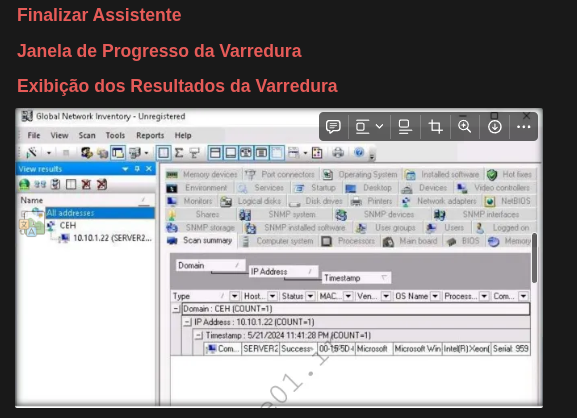 Finalizar Assistente
Janela de Progresso da Varredura
Exibição dos Resultados da Varredura
Global Network Inventory - Unregistered
File View Scan Tools Reports Help
View results
Name
All addresses
CEH
10.10.1.22 (SERVER2...
Memory devices Port connectors Operating System Installed software Hot fixes
Environment Services Startup Desktop Devices Video controllers
Monitors Logical disks Disk drives Printers Network adapters NetBIOS
Shares SNMP system SNMP devices SNMP interfaces
SNMP storage SNMP installed software User groups Users Logged on
Scan summary Computer system Processors Main board BIOS Memory
Domain
IP Address
Timestamp
Type Host... Status MAC... Ven... OS Name Process... Com...
Domain : CEH (COUNT=1)
IP Address : 10.10.1.22 (COUNT=1)
Timestamp : 5/21/2024 11:41:28 PM (COUNT=1)
Com... SERVER2 Success 00-15-5D-( Microsoft Microsoft Win Intel(R) Xeon( Serial: 959